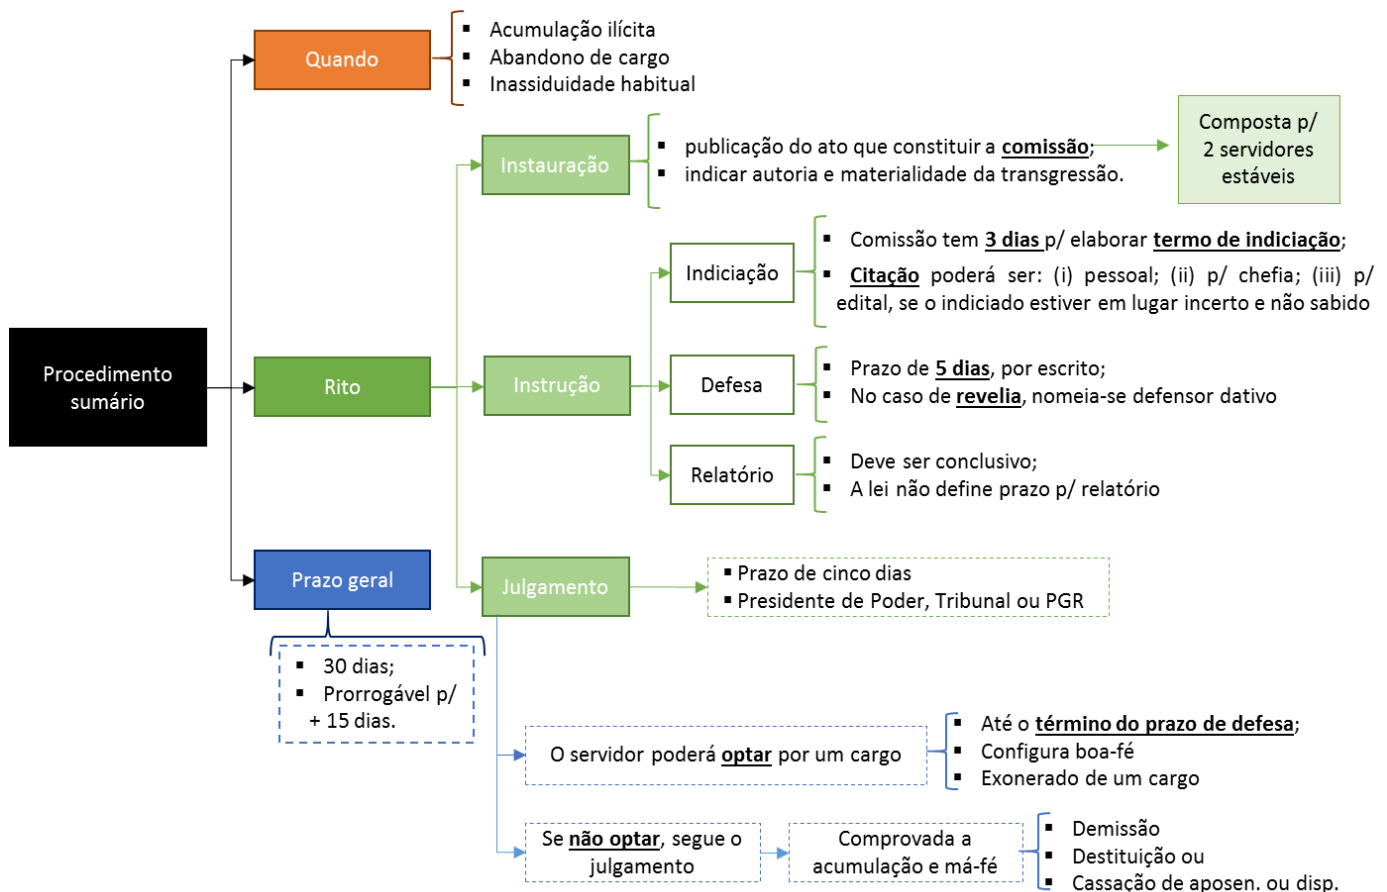 Procedimento
sumário
Quando
▪ Acumulação ilícita
▪ Abandono de cargo
▪ Inassiduidade habitual
Rito
Instauração
▪ publicação do ato que constituir a comissão;
▪ indicar autoria e materialidade da transgressão.
Composta p/
2 servidores
estáveis
Instrução
Indiciação
▪ Comissão tem 3 dias p/ elaborar termo de indiciação;
▪ Citação poderá ser: (i) pessoal; (ii) p/ chefia; (iii) p/
edital, se o indiciado estiver em lugar incerto e não sabido
Defesa
▪ Prazo de 5 dias, por escrito;
▪ No caso de revelia, nomeia-se defensor dativo
Relatório
▪ Deve ser conclusivo;
▪ A lei não define prazo p/ relatório
Julgamento
▪ Prazo de cinco dias
▪ Presidente de Poder, Tribunal ou PGR
O servidor poderá optar por um cargo
▪ Até o término do prazo de defesa;
▪ Configura boa-fé
▪ Exonerado de um cargo
Se não optar, segue o
julgamento
Comprovada a
acumulação e má-fé
▪ Demissão
▪ Destituição ou
▪ Cassação de aposen. ou disp.
Prazo geral
▪ 30 dias;
▪ Prorrogável p/
+ 15 dias.